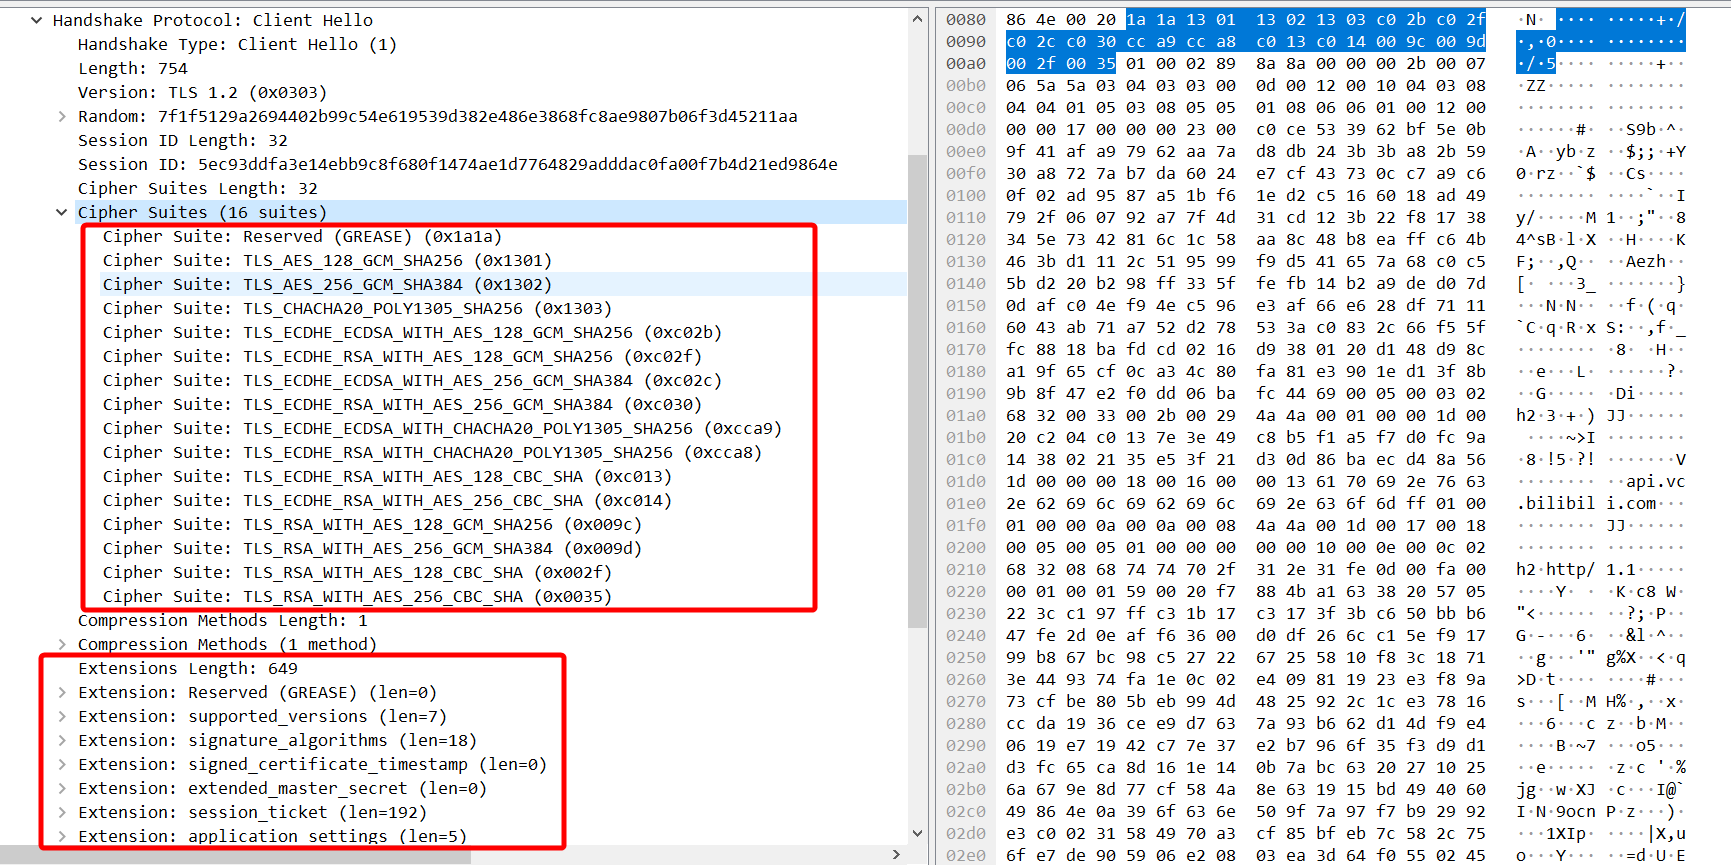 Handshake Protocol: Client Hello
Handshake Type: Client Hello (1)
Length: 754
Version: TLS 1.2 (0x0303)
Random: 7f1f5129a2694402b99c54e619539d382e486e3868fc8ae9807b06f3d45211aa
Session ID Length: 32
Session ID: 5ec93ddfa3e14ebb9c8f680f1474ae1d7764829adddac0fa00f7b4d21ed9864e
Cipher Suites Length: 32
Cipher Suites (16 suites)
Cipher Suite: Reserved (GREASE) (0x1a1a)
Cipher Suite: TLS_AES_128_GCM_SHA256 (0x1301)
Cipher Suite: TLS_AES_256_GCM_SHA384 (0x1302)
Cipher Suite: TLS_CHACHA20_POLY1305_SHA256 (0x1303)
Cipher Suite: TLS_ECDHE_ECDSA_WITH_AES_128_GCM_SHA256 (0xc02b)
Cipher Suite: TLS_ECDHE_RSA_WITH_AES_128_GCM_SHA256 (0xc02f)
Cipher Suite: TLS_ECDHE_ECDSA_WITH_AES_256_GCM_SHA384 (0xc02c)
Cipher Suite: TLS_ECDHE_RSA_WITH_AES_256_GCM_SHA384 (0xc030)
Cipher Suite: TLS_ECDHE_ECDSA_WITH_CHACHA20_POLY1305_SHA256 (0xcca9)
Cipher Suite: TLS_ECDHE_RSA_WITH_CHACHA20_POLY1305_SHA256 (0xcca8)
Cipher Suite: TLS_ECDHE_RSA_WITH_AES_128_CBC_SHA (0xc013)
Cipher Suite: TLS_ECDHE_RSA_WITH_AES_256_CBC_SHA (0xc014)
Cipher Suite: TLS_RSA_WITH_AES_128_GCM_SHA256 (0x009c)
Cipher Suite: TLS_RSA_WITH_AES_256_GCM_SHA384 (0x009d)
Cipher Suite: TLS_RSA_WITH_AES_128_CBC_SHA (0x002f)
Cipher Suite: TLS_RSA_WITH_AES_256_CBC_SHA (0x0035)
Compression Methods Length: 1
Compression Methods (1 method)
Extensions Length: 649
Extension: Reserved (GREASE) (len=0)
Extension: supported_versions (len=7)
Extension: signature_algorithms (len=18)
Extension: signed_certificate_timestamp (len=0)
Extension: extended_master_secret (len=0)
Extension: session_ticket (len=192)
Extension: application_settings (len=5)
0080 86 4e 00 20 1a 1a 13 01 13 02 13 03 c0 2b c0 2f
0090 c0 2c c0 30 cc a9 cc a8 c0 13 c0 14 00 9c 00 9d
00a0 00 2f 00 35 01 00 02 89 8a 8a 00 00 00 2b 00 07
00b0 06 5a 5a 03 04 03 03 00 0d 00 12 00 10 04 03 08
00c0 04 04 01 05 03 08 05 05 01 08 06 06 01 00 12 00
00d0 00 00 17 00 00 00 23 00 c0 ce 53 39 62 bf 5e 0b
00e0 9f 41 af a9 79 62 aa 7a d8 db 24 3b 3b a8 2b 59
00f0 30 a8 72 7a b7 da 60 24 e7 cf 43 73 0c c7 a9 c6
0100 0f 02 ad 95 87 a5 1b f6 1e d2 c5 16 60 18 ad 49
0110 79 2f 06 07 92 a7 7f 4d 31 cd 12 3b 22 f8 17 38
0120 34 5e 73 42 81 6c 1c 58 aa 8c 48 b8 ea ff c6 4b
0130 46 3b d1 11 2c 51 95 99 f9 d5 41 65 7a 68 c0 c5
0140 5b d2 20 b2 98 ff 33 5f fe fb 14 b2 a9 de d0 7d
0150 0d af c0 4e f9 4e c5 96 e3 af 66 e6 28 df 71 11
0160 60 43 ab 71 a7 52 d2 78 53 3a c0 83 2c 66 f5 5f
0170 fc 88 18 ba fd cd 02 16 d9 38 01 20 d1 48 d9 8c
0180 a1 9f 65 cf 0c a3 4c 80 fa 81 e3 90 1e d1 3f 8b
0190 9b 8f 47 e2 f0 dd 06 ba fc 44 69 00 05 00 03 02
01a0 68 32 00 33 00 2b 00 29 4a 4a 00 01 00 00 1d 00
01b0 20 c2 04 c0 13 7e 3e 49 c8 b5 f1 a5 f7 d0 fc 9a
01c0 14 38 02 21 35 e5 3f 21 d3 0d 86 ba ec d4 8a 56
01d0 1d 00 00 00 18 00 16 00 00 13 61 70 69 2e 76 63
01e0 2e 62 69 6c 69 62 69 6c 69 2e 63 6f 6d ff 01 00
01f0 01 00 00 0a 00 0a 00 08 4a 4a 00 1d 00 17 00 18
0200 00 05 00 05 01 00 00 00 00 00 10 00 0e 00 0c 02
0210 68 32 08 68 74 74 70 2f 31 2e 31 fe 0d 00 fa 00
0220 00 01 00 01 59 00 20 f7 88 4b a1 63 38 20 57 05
0230 22 3c c1 97 ff c3 1b 17 c3 17 3f 3b c6 50 bb b6
0240 47 fe 2d 0e af f6 36 00 d0 df 26 6c c1 5e f9 17
0250 99 b8 67 bc 98 c5 27 22 67 25 58 10 f8 3c 18 71
0260 3e 44 93 74 fa 1e 0c 02 e4 09 81 19 23 e3 f8 9a
0270 73 cf be 80 5b eb 99 4d 48 25 92 2c 1c e3 78 16
0280 cc da 19 36 ce e9 d7 63 7a 93 b6 62 d1 4d f9 e4
0290 06 19 e7 19 42 c7 7e 37 e2 b7 96 6f 35 f3 d9 d1
02a0 d3 fc 65 ca 8d 16 1e 14 0b 7a bc 63 20 27 10 25
02b0 6a 67 9e 8d 77 cf 58 4a 8e 63 19 15 bd 49 40 60
02c0 49 86 4e 0a 39 6f 63 6e 50 9f 7a 97 f7 b9 29 92
02d0 e3 c0 02 31 58 49 70 a3 cf 85 bf eb 7c 58 2c 75
02e0 6f e7 de 90 59 06 e2 08 03 ea 3d 64 f0 55 02 45
·N· ···· ·····+·/
·,·0···· ········
·/·5···· ·····+··
·ZZ····· ········
········ ········
······#· ··S9b·^·
·A··yb·z ··$;;·+Y
0·rz··`$ ··Cs····
········ ····`··I
y/·····M 1··;"··8
4^sB·l·X ··H····K
F;··,Q·· ··Aezh··
[· ···3_ ·······}
···N·N·· ··f·(·q·
`C·q·R·x S:··,f·_
········ ·8· ·H··
··e···L· ······?·
··G····· ·Di·····
h2·3·+·) JJ······
·····~>I ········
·8·!5·?! ·······V
········ ··api.vc
.bilibil i.com···
········ JJ······
········ ········
h2·http/ 1.1·····
····Y· · ·K·c8 W·
"<······ ··?;·P··
G·-···6· ··&l·^··
··g···'" g%X··<·q
>D·t···· ····#···
s···[··M H%·,··x·
···6···c z··b·M··
····B·~7 ···o5···
··e····· ·z·c '·%
jg··w·XJ ·c···I@`
I·N·9ocn P·z···)·
···1XIp· ····|X,u
o···Y··· ··=d·U·E